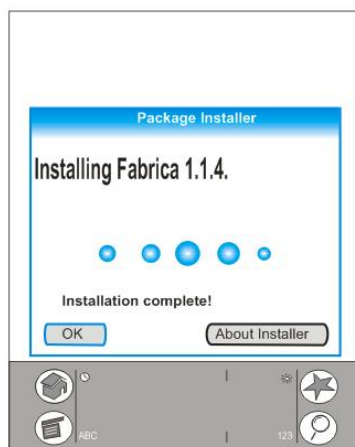 Package Installer
Installing Fabrica 1.1.4.
Installation complete!
OK
About Installer
ABC
123